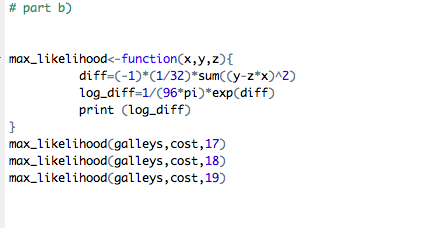 # part b)
max_likelihood<-function(x,y,z){
diff=(-1)*(1/32)*sum((y-z*x)^2)
log_diff=1/(96*pi)*exp(diff)
print (log_diff)
}
max_likelihood(galleys,cost,17)
max_likelihood(galleys,cost,18)
max_likelihood(galleys,cost,19)